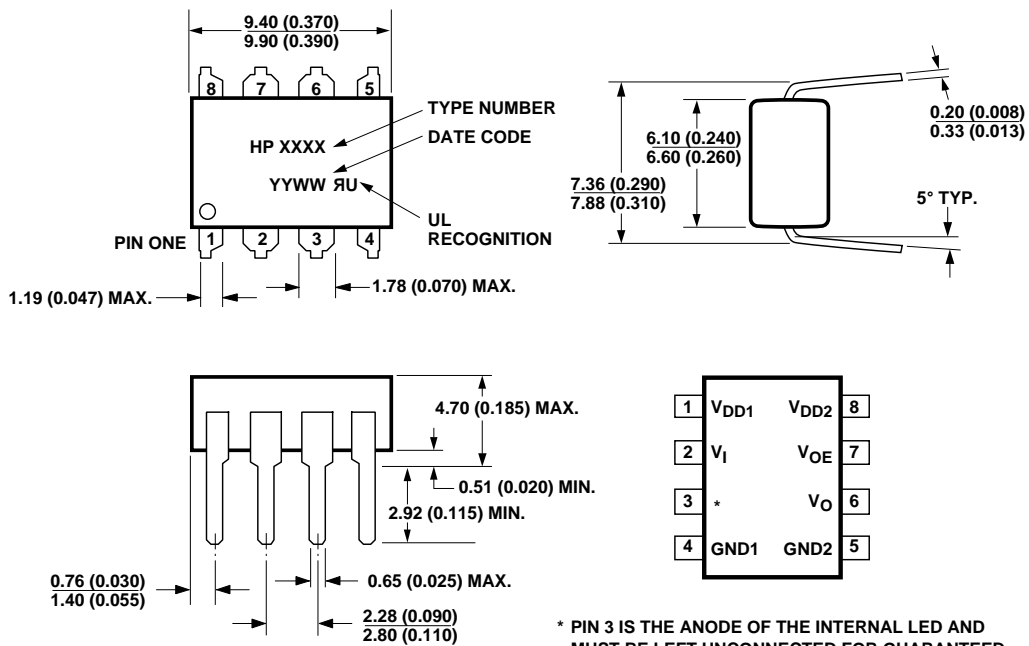 9.40 (0.370)
9.90 (0.390)
8 7 6 5
TYPE NUMBER
HP XXXX
DATE CODE
YYWW ЯU
UL
RECOGNITION
PIN ONE
1 2 3 4
1.19 (0.047) MAX.
1.78 (0.070) MAX.
0.20 (0.008)
0.33 (0.013)
6.10 (0.240)
6.60 (0.260)
7.36 (0.290)
7.88 (0.310)
5° TYP.
4.70 (0.185) MAX.
0.51 (0.020) MIN.
2.92 (0.115) MIN.
0.76 (0.030)
1.40 (0.055)
0.65 (0.025) MAX.
2.28 (0.090)
2.80 (0.110)
1 VDD1 VDD2 8
2 VI VOE 7
3 * VO 6
4 GND1 GND2 5
* PIN 3 IS THE ANODE OF THE INTERNAL LED AND
MUST BE LEFT UNCONNECTED FOR GUARANTEED